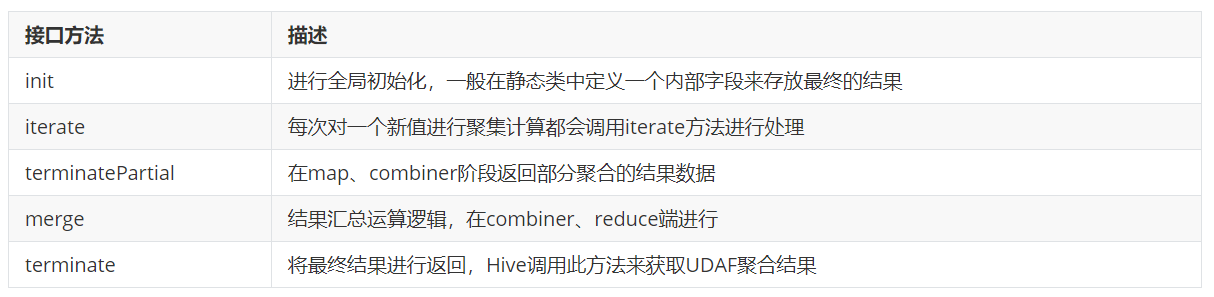 接口方法 描述
init 进行全局初始化，一般在静态类中定义一个内部字段来存放最终的结果
iterate 每次对一个新值进行聚集计算都会调用iterate方法进行处理
terminatePartial 在map、combiner阶段返回部分聚合的结果数据
merge 结果汇总运算逻辑，在combiner、reduce端进行
terminate 将最终结果进行返回，Hive调用此方法来获取UDAF聚合结果